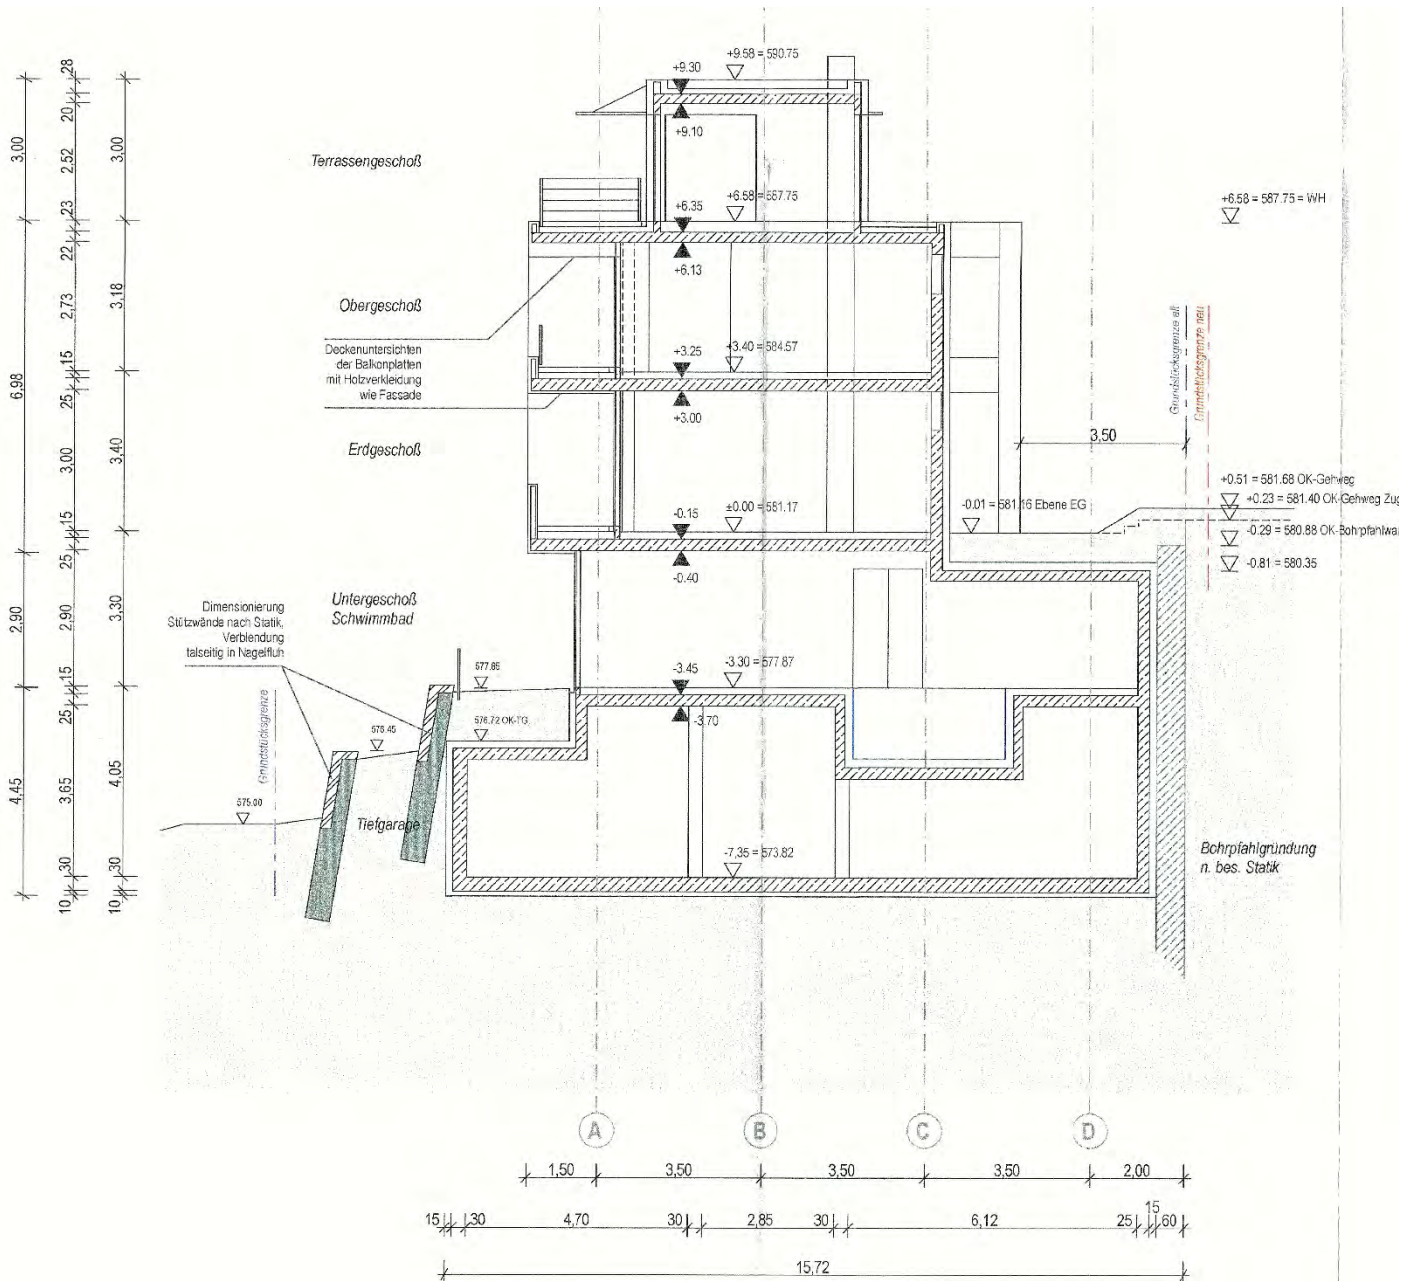 +9.58 = 590.75
+9.30
+9.10
Terrassengeschoß
+6.58 = 587.75
+6.35
+6.13
+6.58 = 587.75 = WH
Obergeschoß
Deckenuntersichten
der Balkonplatten
mit Holzverkleidung
wie Fassade
+3.40 = 584.57
+3.25
+3.00
Grundstücksgrenze alt
Grundstücksgrenze neu
3,50
Erdgeschoß
+0.51 = 581.68 OK-Gehweg
+0.23 = 581.40 OK-Gehweg Zug
-0.29 = 580.88 OK-Bohrpfahlwa
-0.81 = 580.35
±0.00 = 581.17
-0.15
-0.40
-0.01 = 581.16 Ebene EG
Untergeschoß
Schwimmbad
Dimensionierung
Stützwände nach Statik,
Verblendung
talseitig in Nagelfluh
-3.30 = 577.87
-3.45
-3.70
577.65
576.72 OK-TG
Grundstücksgrenze
575.00
Tiefgarage
-7,35 = 573.82
Bohrpfahlgründung
n. bes. Statik
3,00
6,98
2,90
4,45
28
20
2,52
23
22
2,73
15
25
3,00
15
25
2,90
15
25
3,65
30
10
3,00
3,18
3,40
3,30
4,05
30
10
A
B
C
D
1,50
3,50
3,50
3,50
2,00
15
30
4,70
30
2,85
30
6,12
25
15
60
15,72